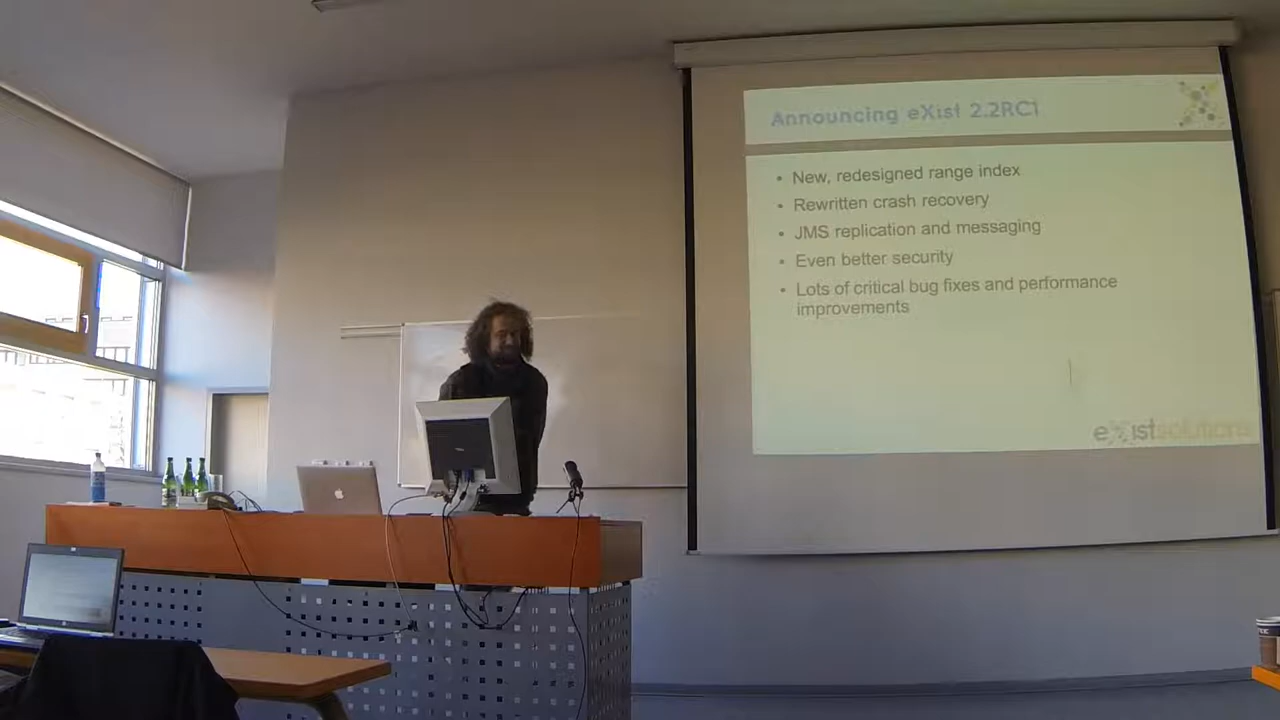 Announcing eXist 2.2RC1
• New, redesigned range index
• Rewritten crash recovery
• JMS replication and messaging
• Even better security
• Lots of critical bug fixes and performance
improvements
eXistsolutions